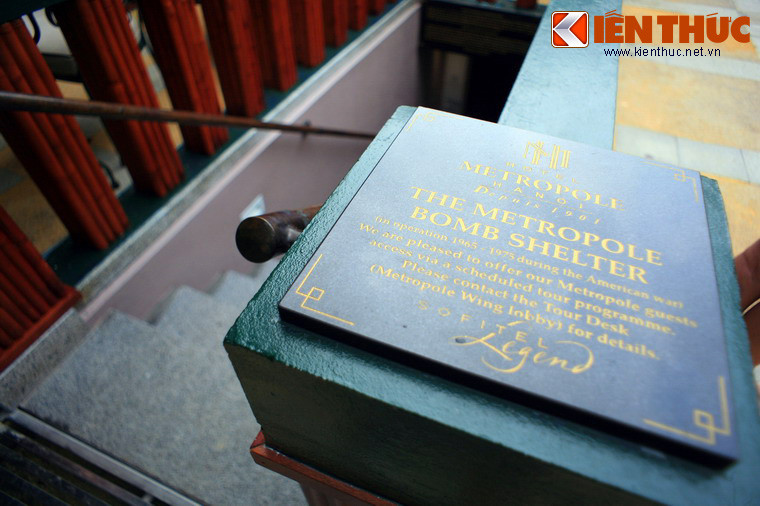 KIẾN THỨC
www.kienthuc.net.vn
HOTEL
METROPOLE
HANOI
Depuis 1901
THE METROPOLE
BOMB SHELTER
(in operation 1965 - 1975 during the American war)
We are pleased to offer our Metropole guests
access via a scheduled tour programme.
Please contact the Tour Desk
(Metropole Wing lobby) for details.
SOFITEL
Legend